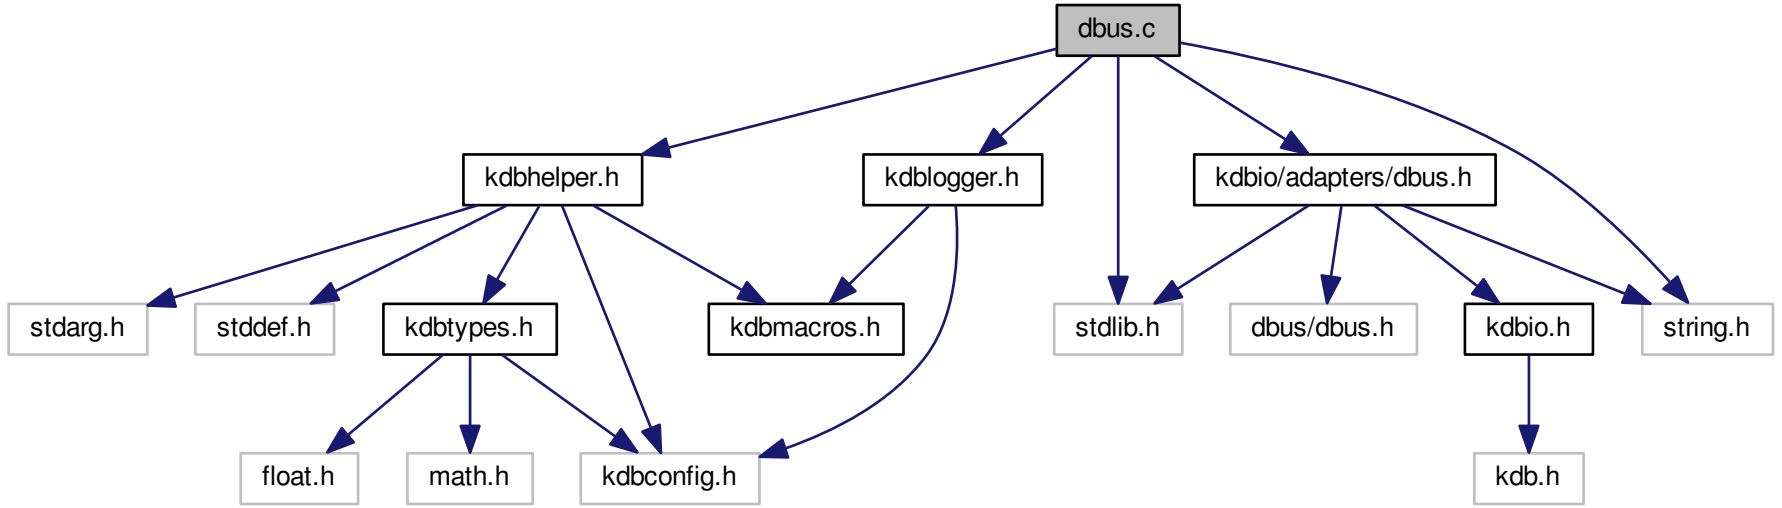 dbus.c
kdbhelper.h
kdblogger.h
kdbio/adapters/dbus.h
stdarg.h
stddef.h
kdbtypes.h
kdbmacros.h
stdlib.h
dbus/dbus.h
kdbio.h
string.h
float.h
math.h
kdbconfig.h
kdb.h